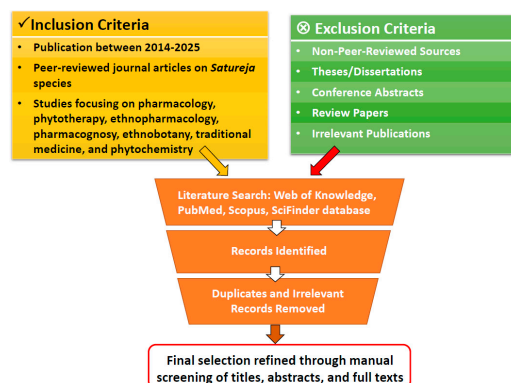 ✓Inclusion Criteria
• Publication between 2014-2025
• Peer-reviewed journal articles on Satureja
species
• Studies focusing on pharmacology,
phytotherapy, ethnopharmacology,
pharmacognosy, ethnobotany, traditional
medicine, and phytochemistry
⊗ Exclusion Criteria
• Non-Peer-Reviewed Sources
• Theses/Dissertations
• Conference Abstracts
• Review Papers
• Irrelevant Publications
Literature Search: Web of Knowledge,
PubMed, Scopus, SciFinder database
Records Identified
Duplicates and Irrelevant
Records Removed
Final selection refined through manual
screening of titles, abstracts, and full texts